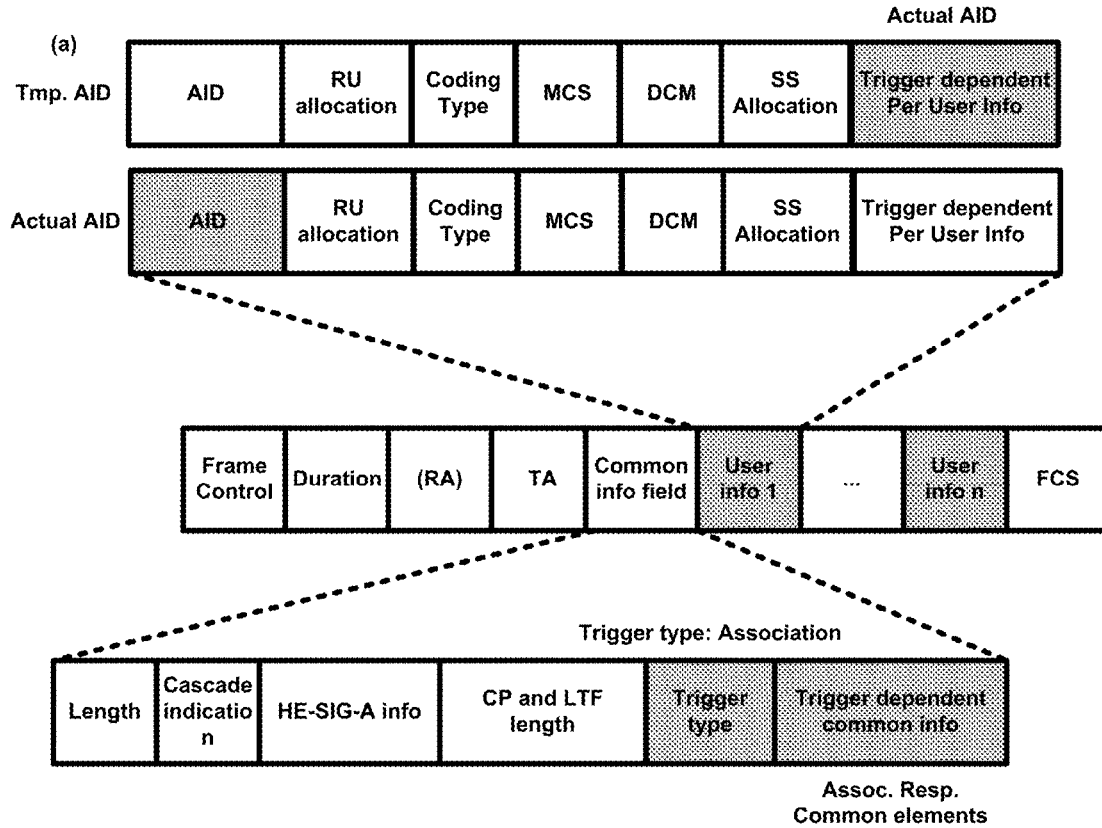 Actual AID
(a)
Tmp. AID
AID
RU
allocation
Coding
Type
MCS
DCM
SS
Allocation
Trigger dependent
Per User Info
Actual AID
AID
RU
allocation
Coding
Type
MCS
DCM
SS
Allocation
Trigger dependent
Per User Info
Frame
Control
Duration
(RA)
TA
Common
info field
User
info 1
...
User
info n
FCS
Trigger type: Association
Length
Cascade
indicatio
n
HE-SIG-A info
CP and LTF
length
Trigger
type
Trigger dependent
common info
Assoc. Resp.
Common elements